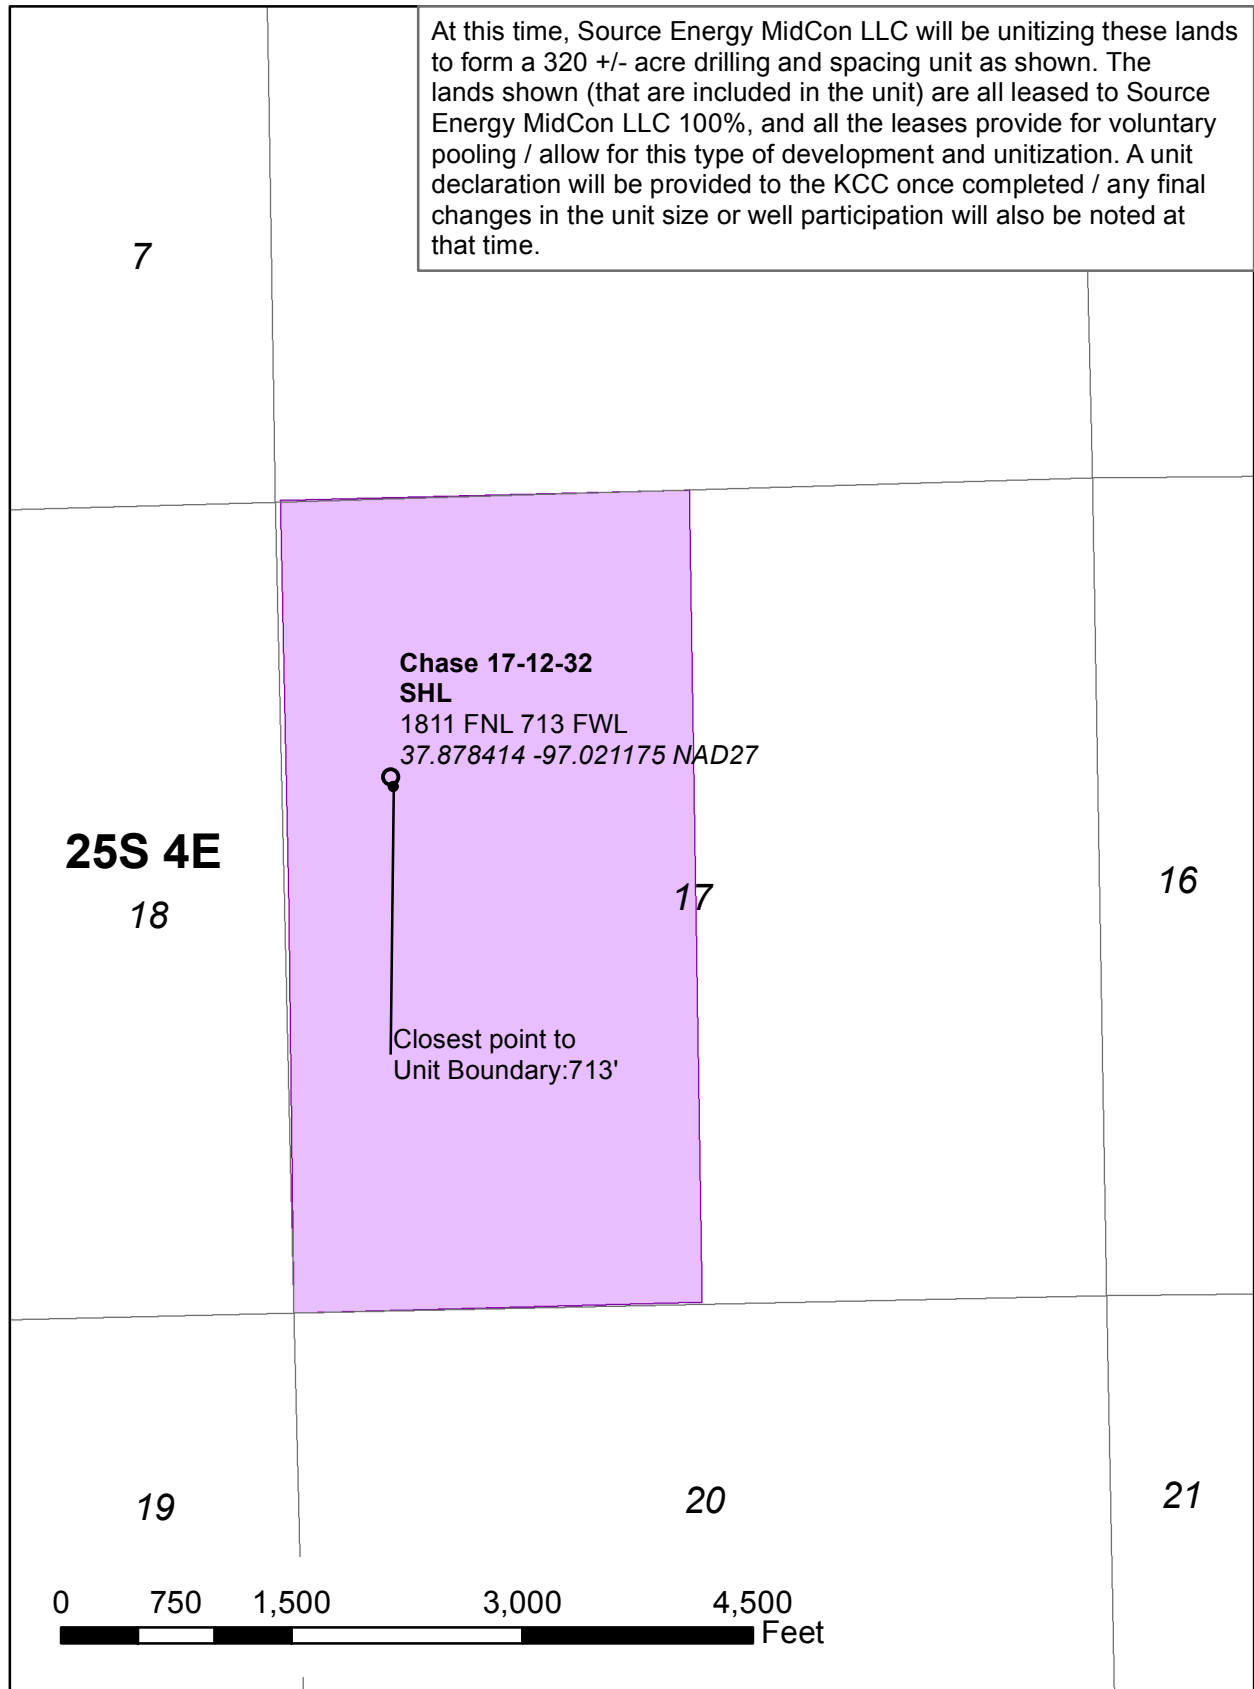 At this time, Source Energy MidCon LLC will be unitizing these lands
to form a 320 +/- acre drilling and spacing unit as shown. The
lands shown (that are included in the unit) are all leased to Source
Energy MidCon LLC 100%, and all the leases provide for voluntary
pooling / allow for this type of development and unitization. A unit
declaration will be provided to the KCC once completed / any final
changes in the unit size or well participation will also be noted at
that time.
7
Chase 17-12-32
SHL
1811 FNL 713 FWL
37.878414 -97.021175 NAD27
25S 4E
18
17
16
Closest point to
Unit Boundary:713'
19
20
21
0 750 1,500 3,000 4,500
Feet